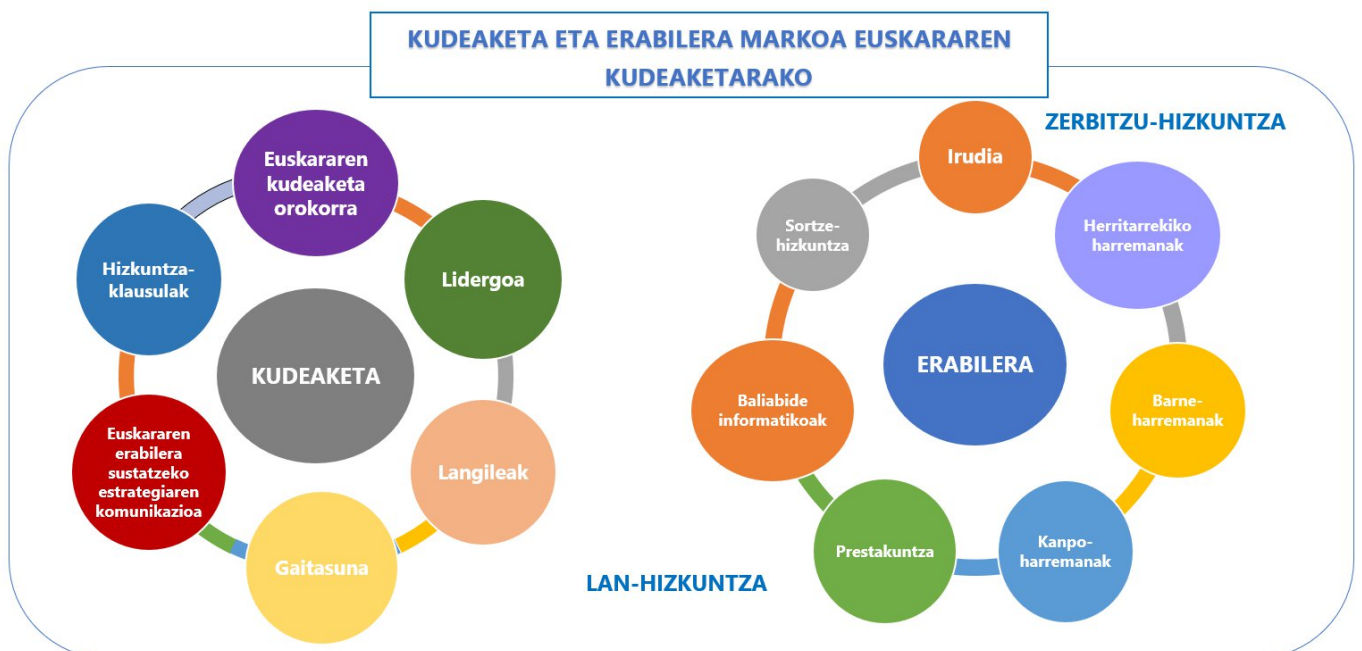 KUDEAKETA ETA ERABILERA MARKOA EUSKARAREN
KUDEAKETARAKO
Euskararen
kudeaketa
orokorra
Lidergoa
Langileak
Gaitasuna
Euskararen
erabilera
sustatzeko
estrategiaren
komunikazioa
Hizkuntza-
klausulak
KUDEAKETA
ZERBITZU-HIZKUNTZA
Irudia
Herritarrekiko
harremanak
Barne-
harremanak
Kanpo-
harremanak
Prestakuntza
Baliabide
informatikoak
Sortze-
hizkuntza
ERABILERA
LAN-HIZKUNTZA